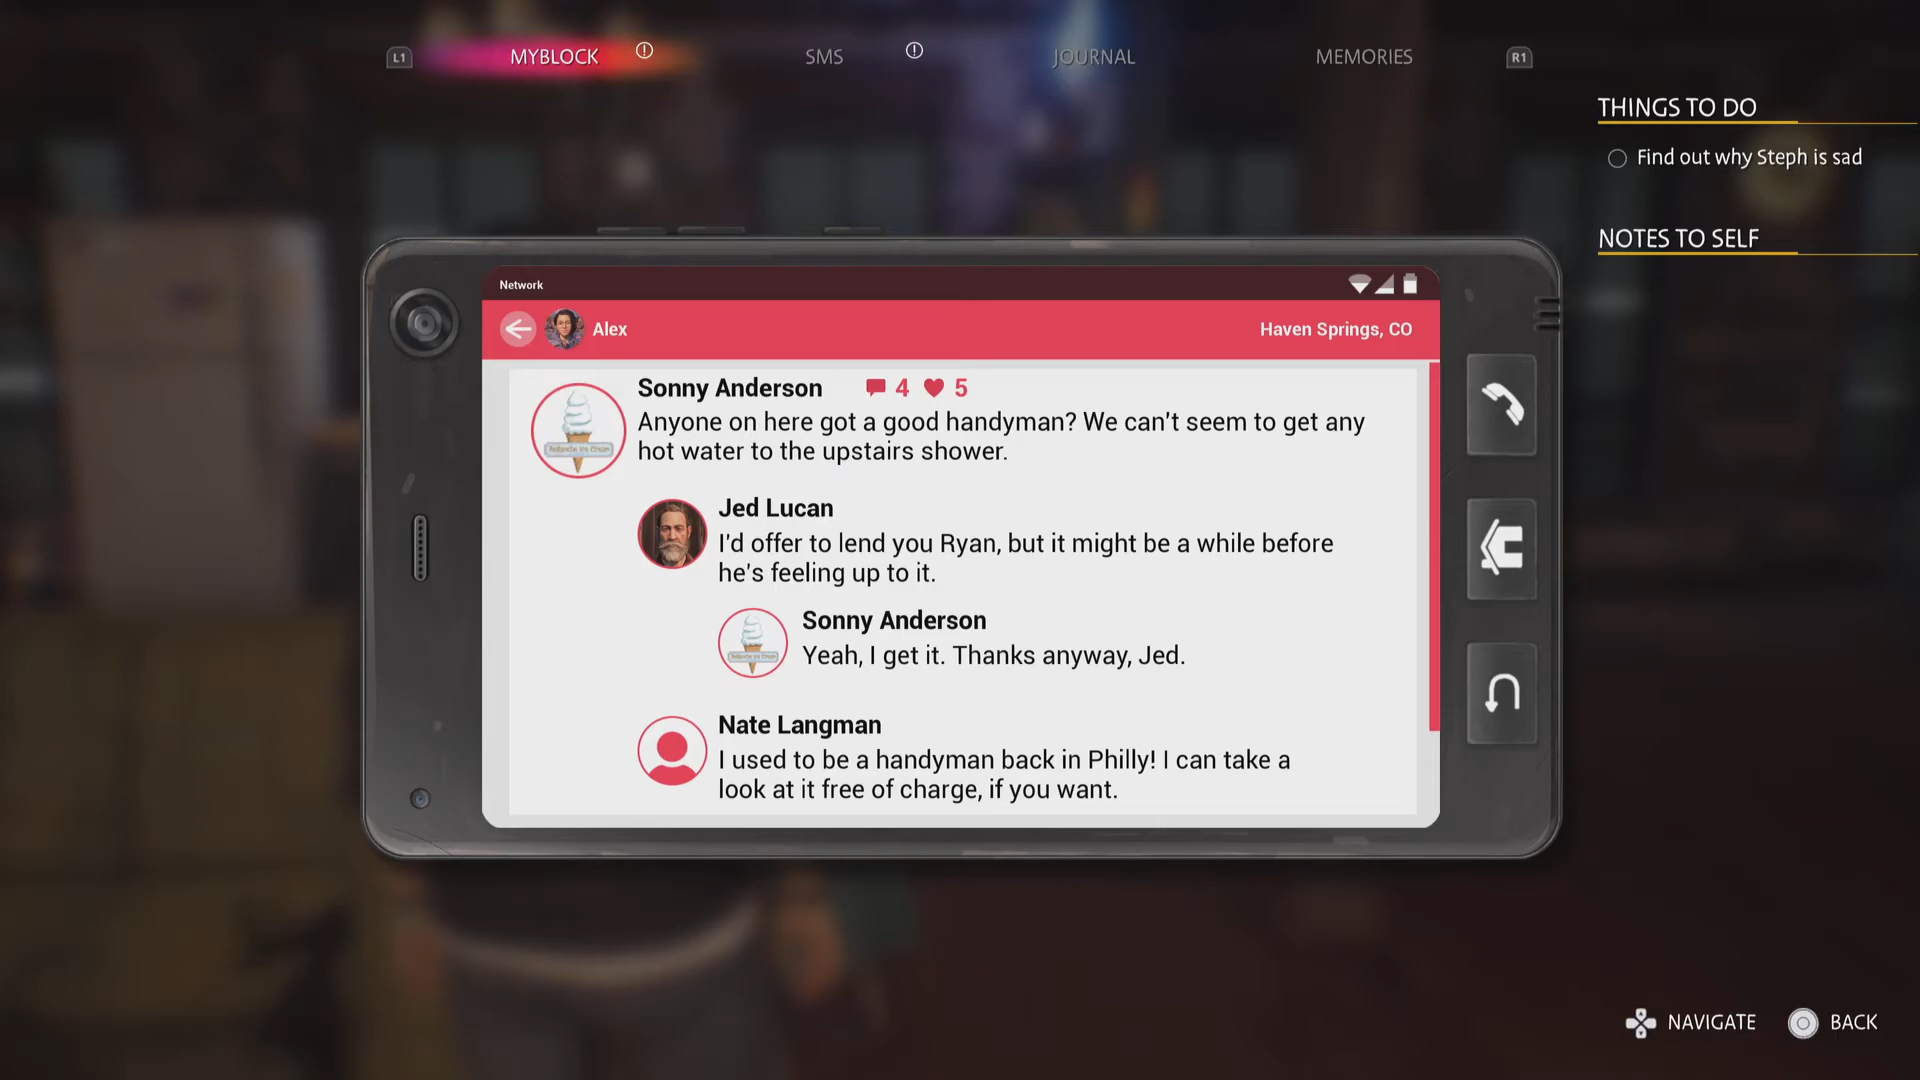 L1
MYBLOCK
SMS
JOURNAL
MEMORIES
R1
THINGS TO DO
Find out why Steph is sad
NOTES TO SELF
Network
Alex
Haven Springs, CO
Sonny Anderson 4 5
Anyone on here got a good handyman? We can't seem to get any
hot water to the upstairs shower.
Jed Lucan
I'd offer to lend you Ryan, but it might be a while before
he's feeling up to it.
Sonny Anderson
Yeah, I get it. Thanks anyway, Jed.
Nate Langman
I used to be a handyman back in Philly! I can take a
look at it free of charge, if you want.
NAVIGATE
BACK